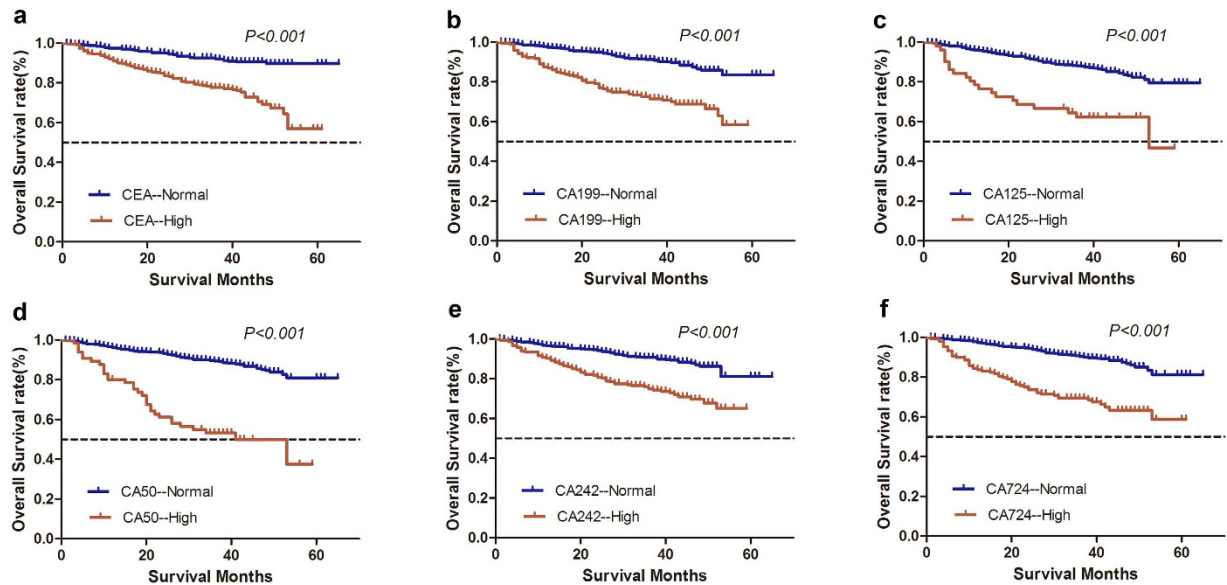 a
P<0.001
Overall Survival rate(%)
1.0
0.8
0.6
0.4
0.2
0.0
CEA--Normal
CEA--High
0 20 40 60
Survival Months
b
P<0.001
Overall Survival rate(%)
1.0
0.8
0.6
0.4
0.2
0.0
CA199--Normal
CA199--High
0 20 40 60
Survival Months
c
P<0.001
Overall Survival rate(%)
1.0
0.8
0.6
0.4
0.2
0.0
CA125--Normal
CA125--High
0 20 40 60
Survival Months
d
P<0.001
Overall Survival rate(%)
1.0
0.8
0.6
0.4
0.2
0.0
CA50--Normal
CA50--High
0 20 40 60
Survival Months
e
P<0.001
Overall Survival rate(%)
1.0
0.8
0.6
0.4
0.2
0.0
CA242--Normal
CA242--High
0 20 40 60
Survival Months
f
P<0.001
Overall Survival rate(%)
1.0
0.8
0.6
0.4
0.2
0.0
CA724--Normal
CA724--High
0 20 40 60
Survival Months